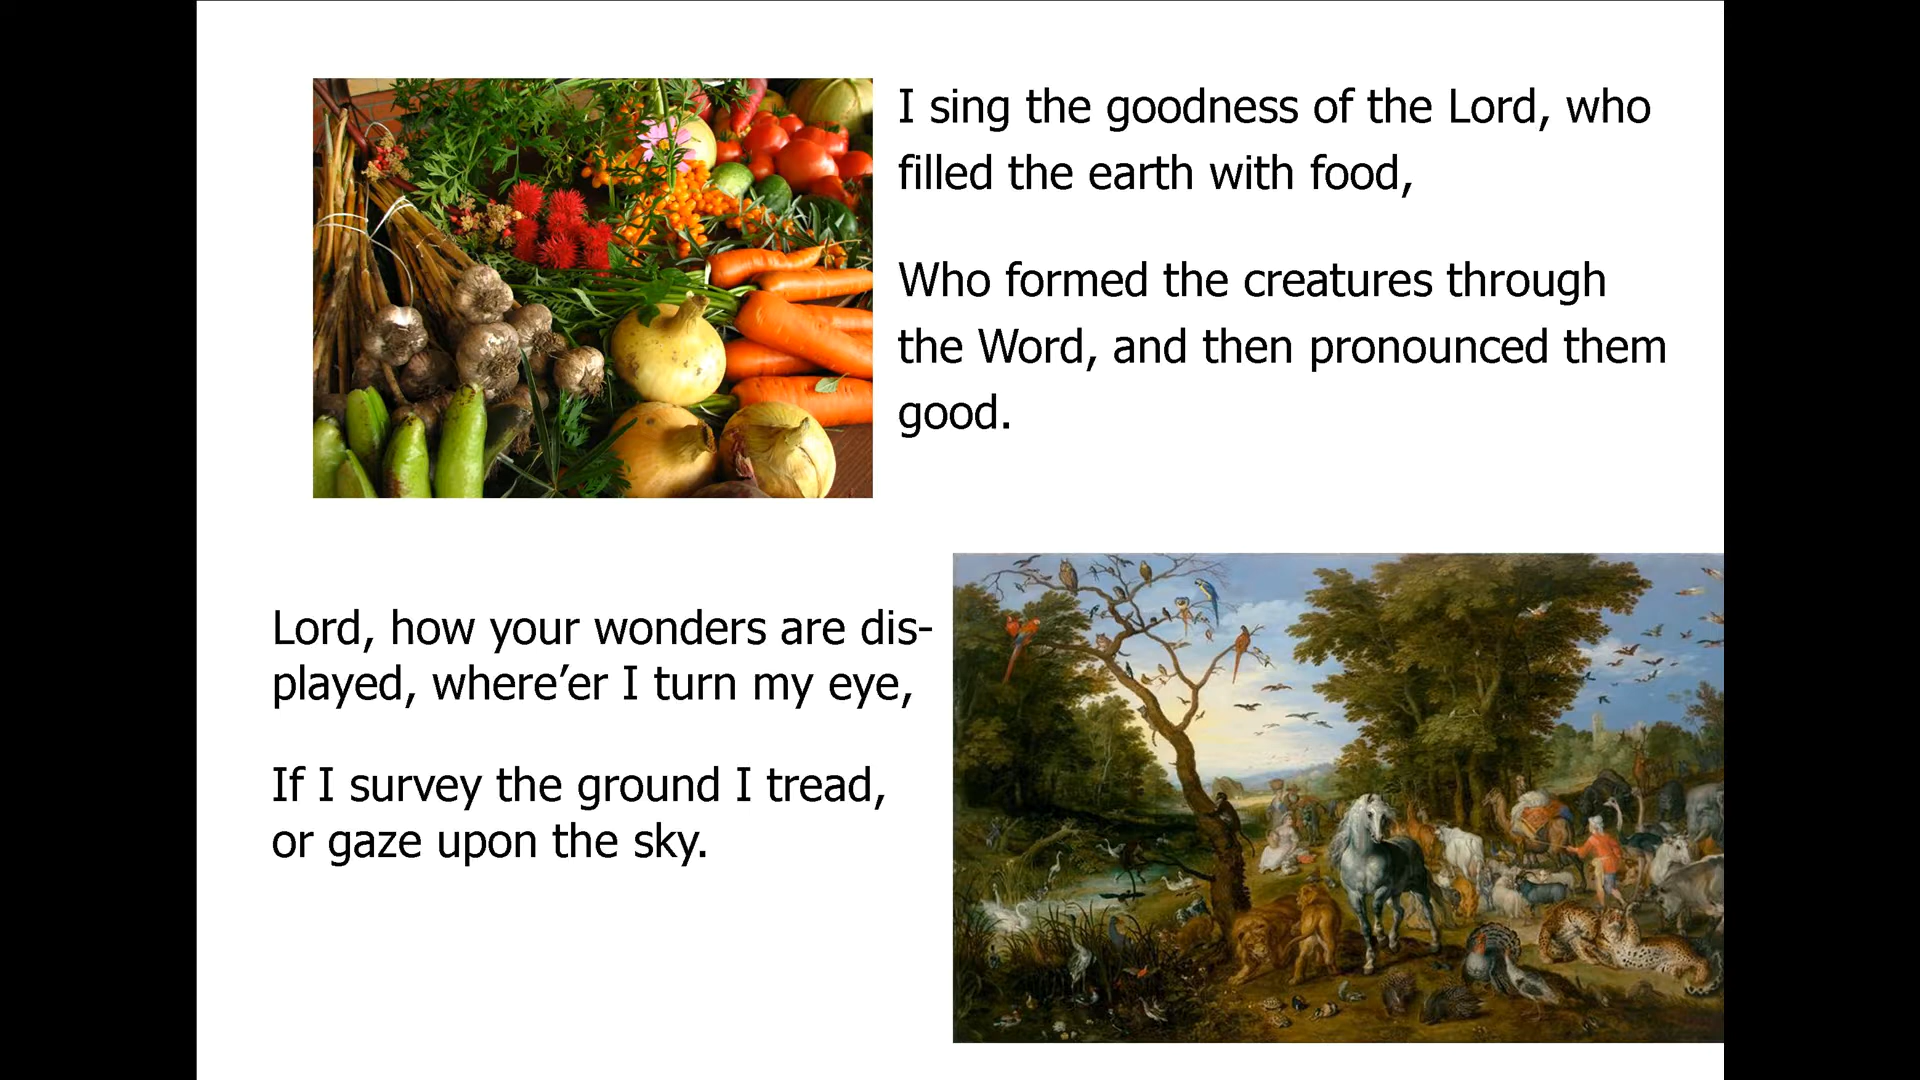 I sing the goodness of the Lord, who
filled the earth with food,
Who formed the creatures through
the Word, and then pronounced them
good.
Lord, how your wonders are dis-
played, where’er I turn my eye,
If I survey the ground I tread,
or gaze upon the sky.